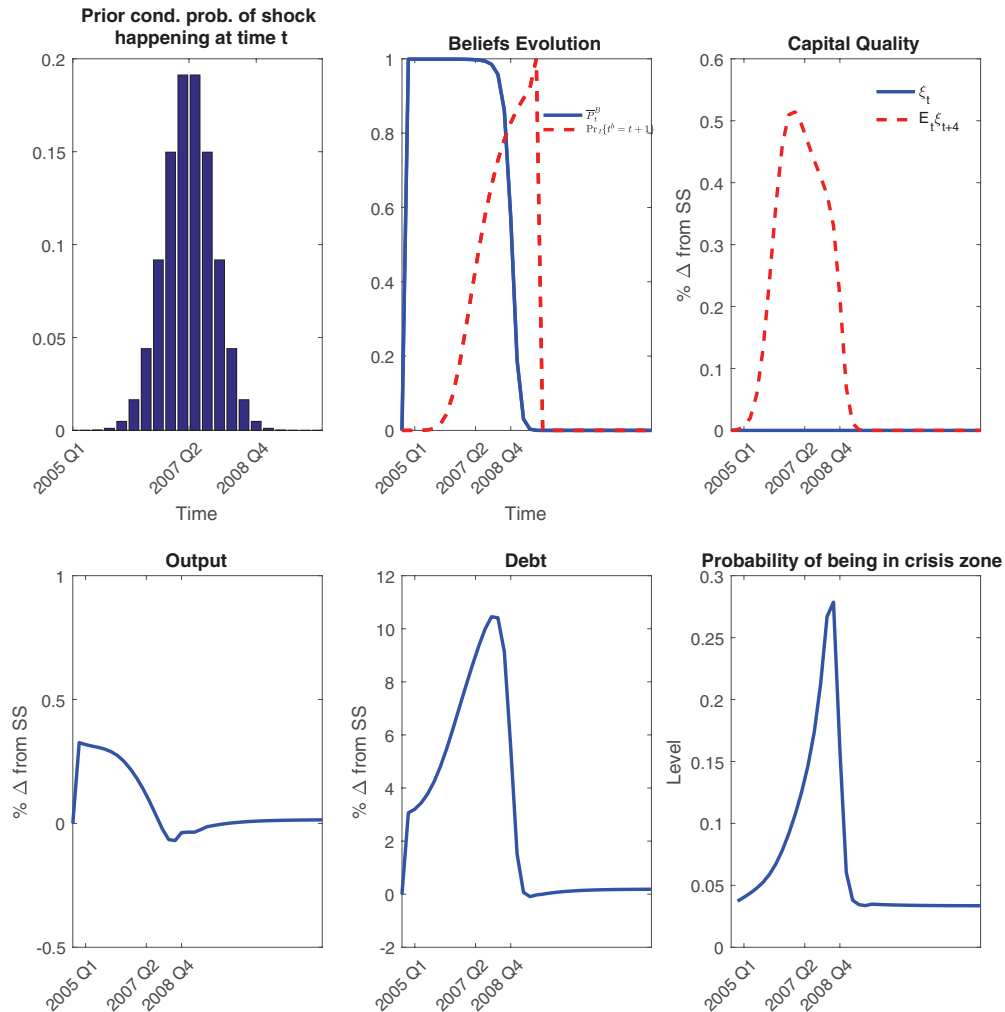 Prior cond. prob. of shock
happening at time t
0.2
0.15
0.1
0.05
0
2005 Q1
2007 Q2
2008 Q4
Time
Beliefs Evolution
1
0.8
0.6
0.4
0.2
0
P̅ₜᴮ
Prₜ{tᵇ = t + 1}
2005 Q1
2007 Q2
2008 Q4
Time
Capital Quality
% Δ from SS
0.6
0.5
0.4
0.3
0.2
0.1
0
ξ_t
E_tξ_{t+4}
2005 Q1
2007 Q2
2008 Q4
Output
% Δ from SS
1
0.5
0
-0.5
2005 Q1
2007 Q2
2008 Q4
Debt
% Δ from SS
12
10
8
6
4
2
0
-2
2005 Q1
2007 Q2
2008 Q4
Probability of being in crisis zone
Level
0.3
0.25
0.2
0.15
0.1
0.05
0
2005 Q1
2007 Q2
2008 Q4